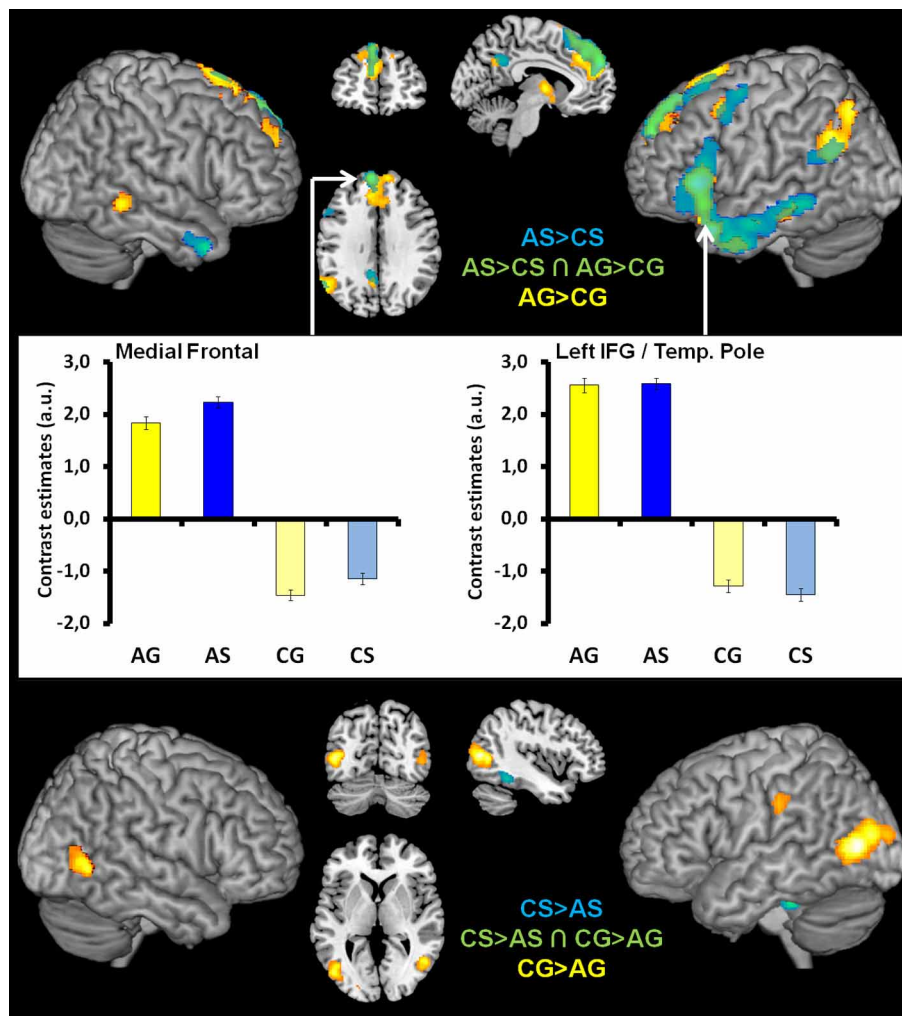 AS>CS
AS>CS ∩ AG>CG
AG>CG
Medial Frontal
3,0
2,0
1,0
0,0
-1,0
-2,0
Contrast estimates (a.u.)
AG AS CG CS
Left IFG / Temp. Pole
3,0
2,0
1,0
0,0
-1,0
-2,0
Contrast estimates (a.u.)
AG AS CG CS
CS>AS
CS>AS ∩ CG>AG
CG>AG